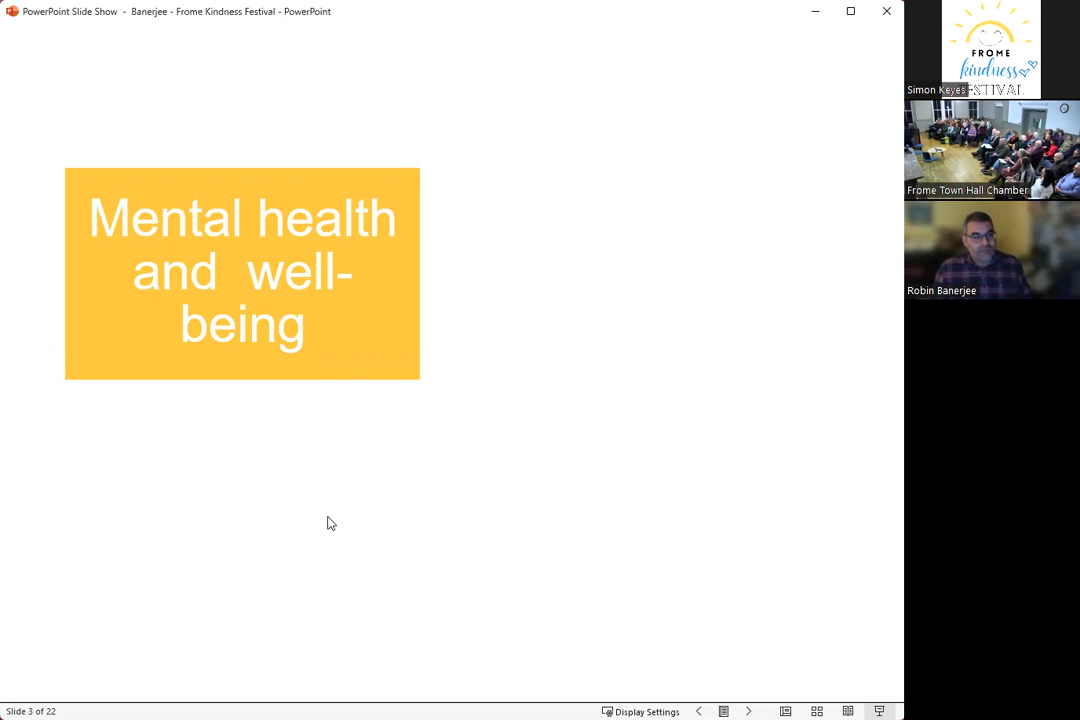 PowerPoint Slide Show - Banerjee - Frome Kindness Festival - PowerPoint
Mental health
and well-
being
Slide 3 of 22
Display Settings
FROME
kindness
FESTIVAL
Simon Keyes
Frome Town Hall Chamber
Robin Banerjee